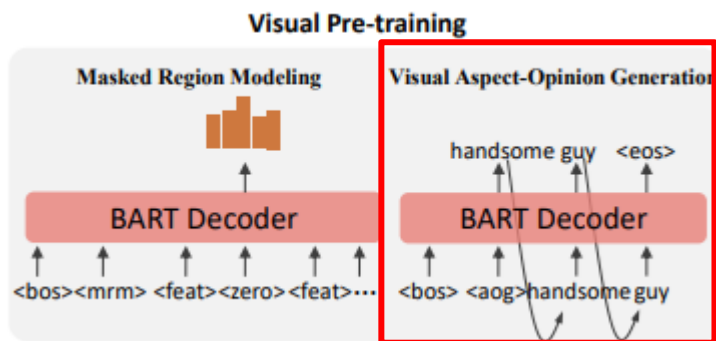 Visual Pre-training
Masked Region Modeling
BART Decoder
<bos><mrm> <feat><zero> <feat>...
Visual Aspect-Opinion Generation
handsome guy <eos>
BART Decoder
<bos> <aog>handsome guy